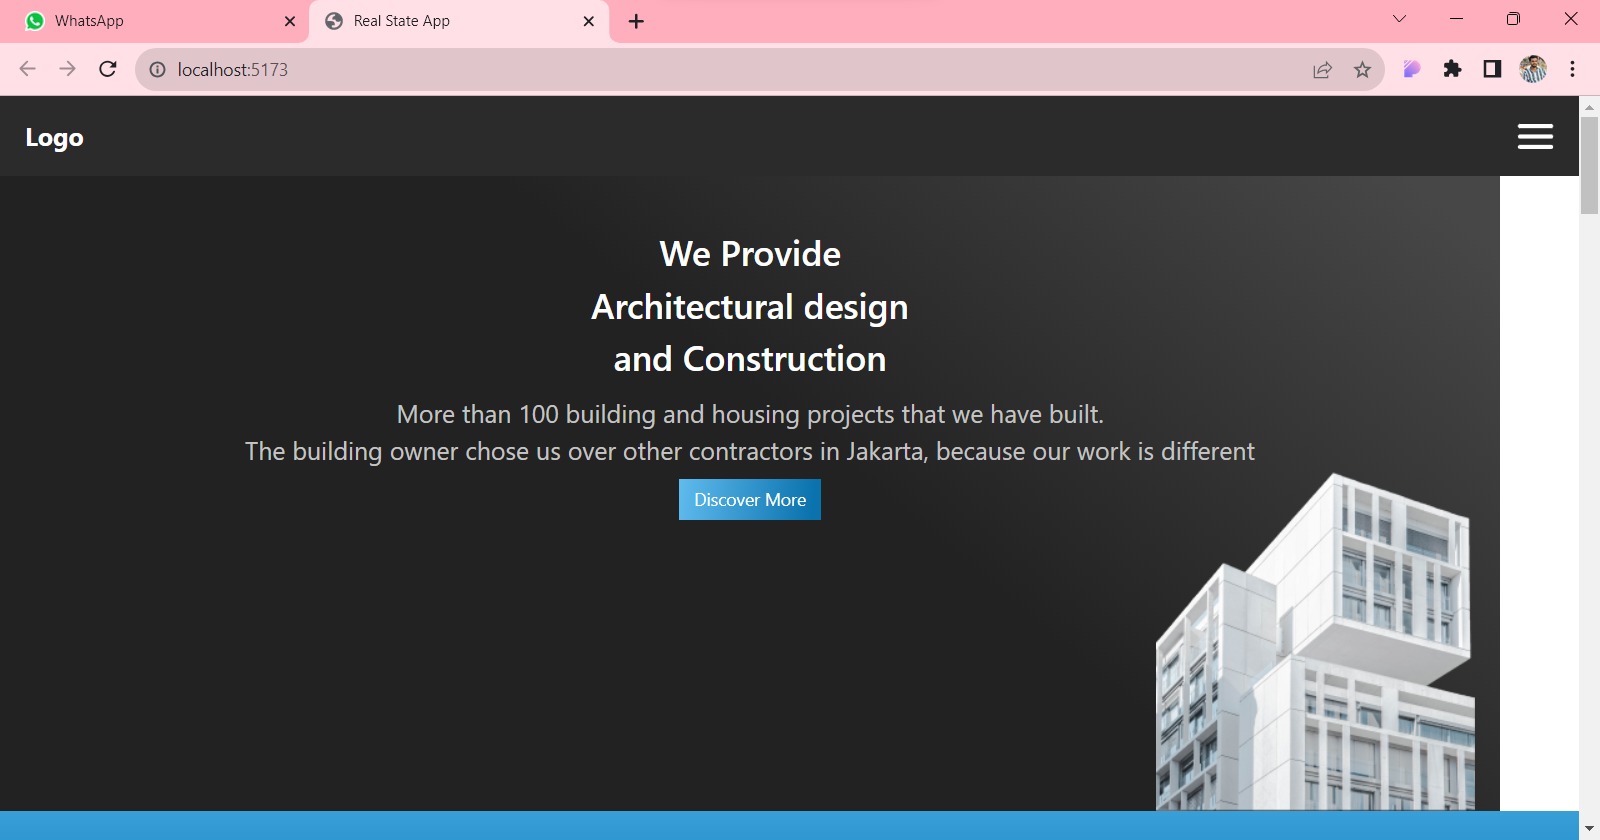 WhatsApp
Real State App
localhost:5173
Logo
We Provide
Architectural design
and Construction
More than 100 building and housing projects that we have built.
The building owner chose us over other contractors in Jakarta, because our work is different
Discover More